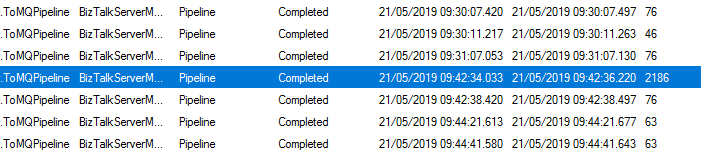 .ToMQPipeline BizTalkServerM... Pipeline Completed 21/05/2019 09:30:07.420 21/05/2019 09:30:07.497 76
.ToMQPipeline BizTalkServerM... Pipeline Completed 21/05/2019 09:30:11.217 21/05/2019 09:30:11.263 46
.ToMQPipeline BizTalkServerM... Pipeline Completed 21/05/2019 09:31:07.053 21/05/2019 09:31:07.130 76
.ToMQPipeline BizTalkServerM... Pipeline Completed 21/05/2019 09:42:34.033 21/05/2019 09:42:36.220 2186
.ToMQPipeline BizTalkServerM... Pipeline Completed 21/05/2019 09:42:38.420 21/05/2019 09:42:38.497 76
.ToMQPipeline BizTalkServerM... Pipeline Completed 21/05/2019 09:44:21.613 21/05/2019 09:44:21.677 63
.ToMQPipeline BizTalkServerM... Pipeline Completed 21/05/2019 09:44:41.580 21/05/2019 09:44:41.643 63